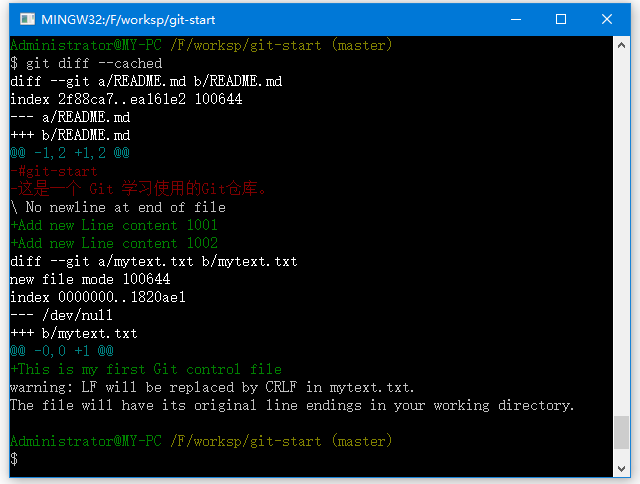 MINGW32:/F/worksp/git-start
Administrator@MY-PC /F/worksp/git-start (master)
$ git diff --cached
diff --git a/README.md b/README.md
index 2f88ca7..ea161e2 100644
--- a/README.md
+++ b/README.md
@@ -1,2 +1,2 @@
-#git-start
-这是一个 Git 学习使用的Git仓库。
\ No newline at end of file
+Add new Line content 1001
+Add new Line content 1002
diff --git a/mytext.txt b/mytext.txt
new file mode 100644
index 0000000..1820ae1
--- /dev/null
+++ b/mytext.txt
@@ -0,0 +1 @@
+This is my first Git control file
warning: LF will be replaced by CRLF in mytext.txt.
The file will have its original line endings in your working directory.
Administrator@MY-PC /F/worksp/git-start (master)
$